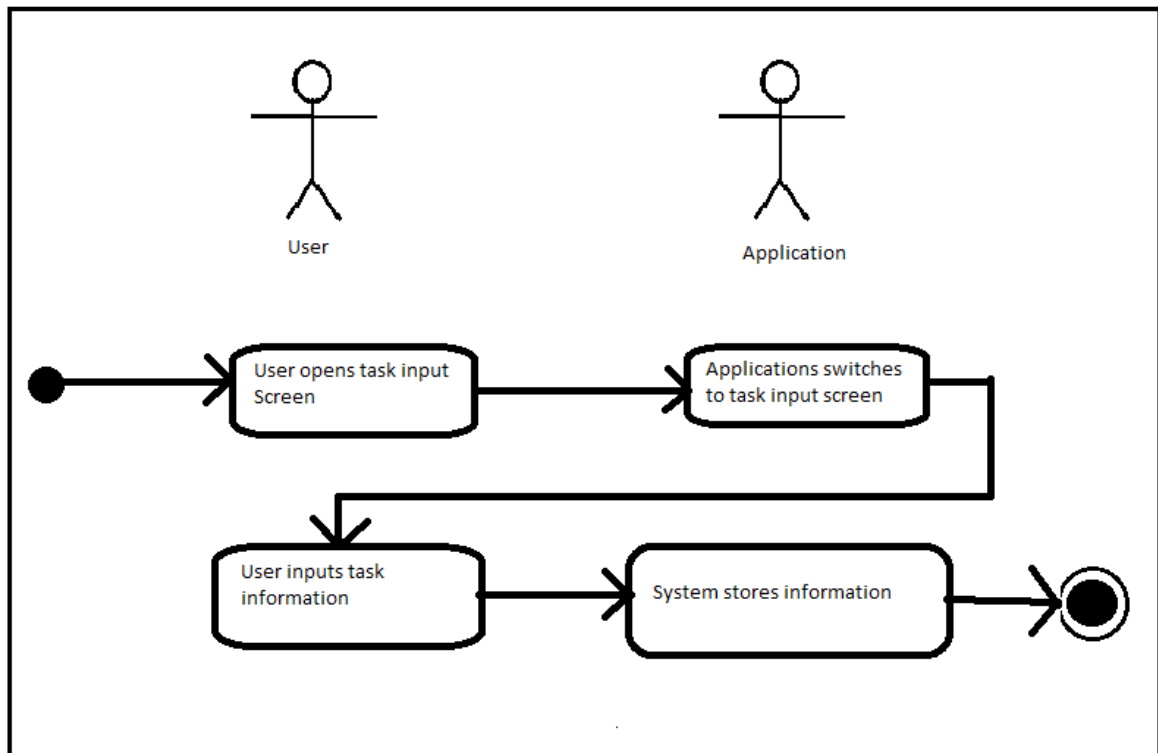 User
Application
User opens task input
Screen
Applications switches
to task input screen
User inputs task
information
System stores information